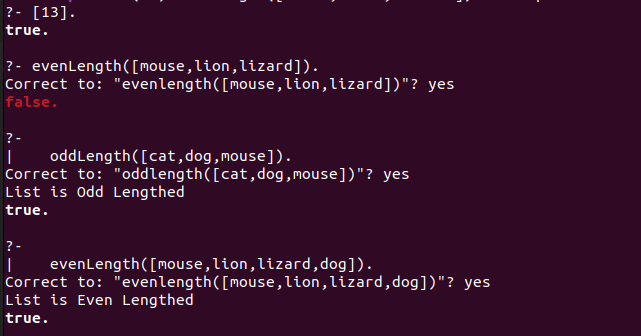 ?- [13].
true.
?- evenLength([mouse,lion,lizard]).
Correct to: "evenlength([mouse,lion,lizard])"? yes
false.
?-
|    oddLength([cat,dog,mouse]).
Correct to: "oddlength([cat,dog,mouse])"? yes
List is Odd Lengthed
true.
?-
|    evenLength([mouse,lion,lizard,dog]).
Correct to: "evenlength([mouse,lion,lizard,dog])"? yes
List is Even Lengthed
true.